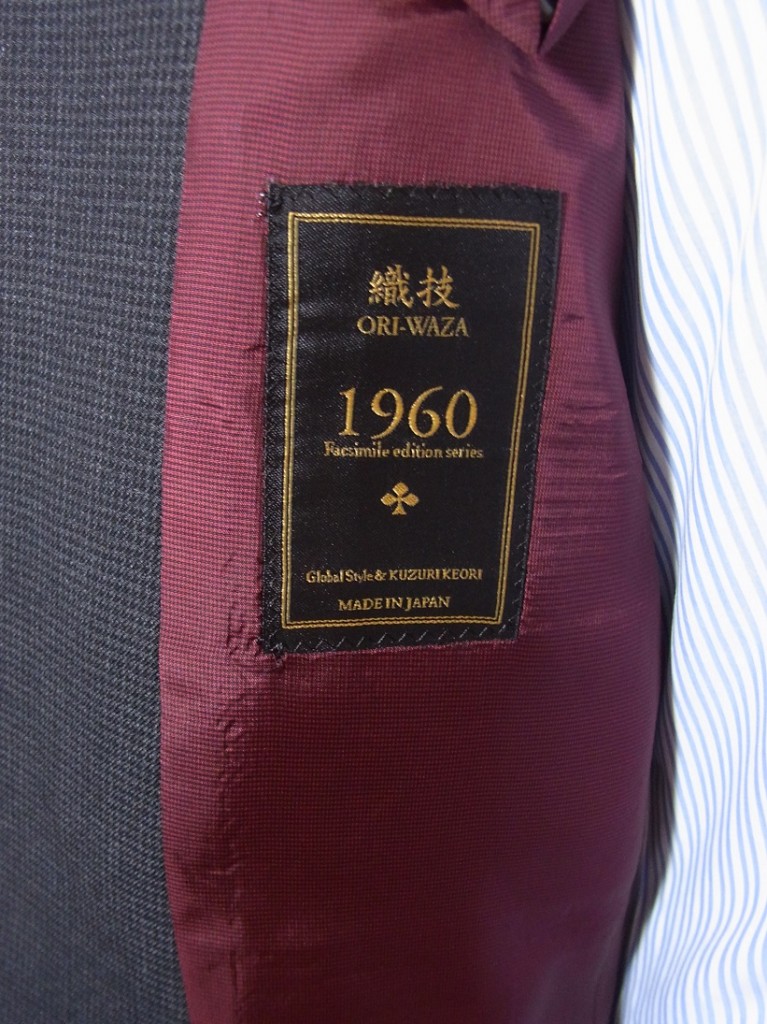 織技
ORI-WAZA
1960
Facsimile edition series
Global Style & KUZURI KEORI
MADE IN JAPAN